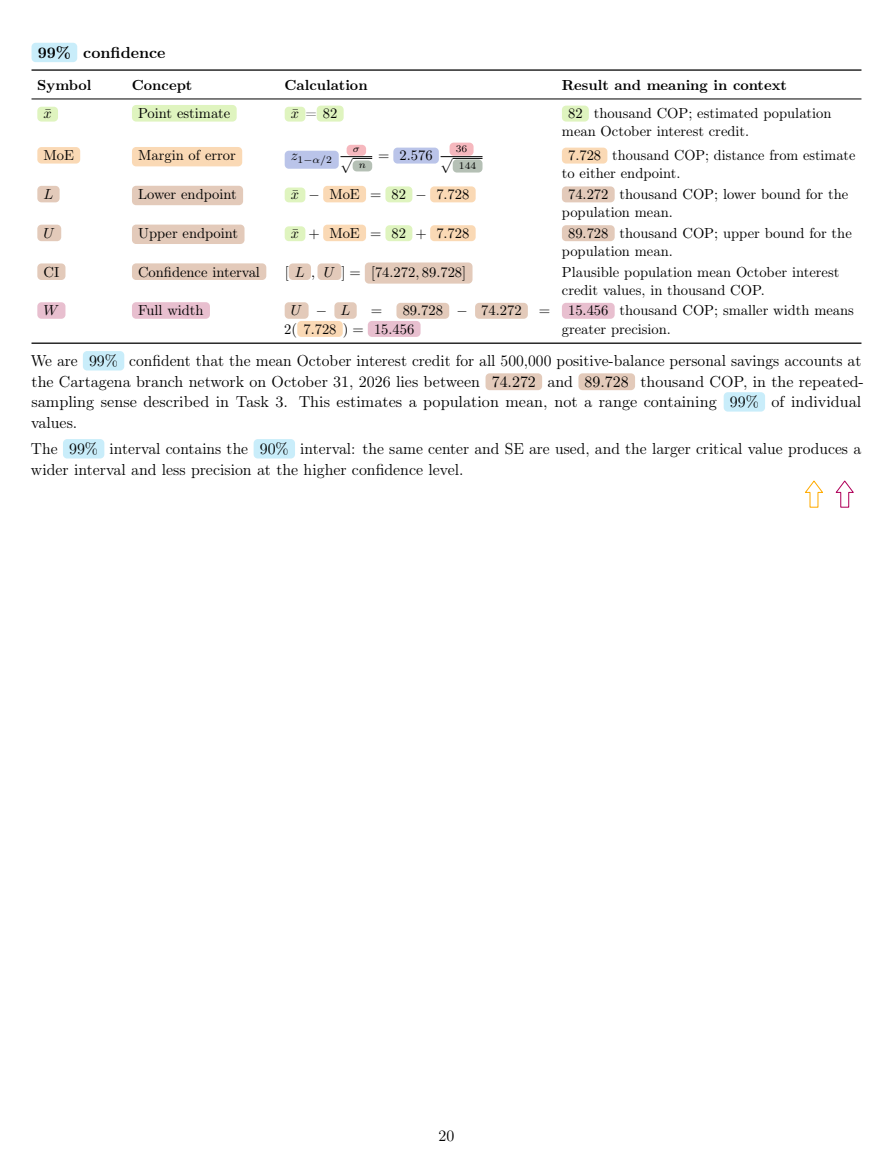 99% confidence
Symbol Concept Calculation Result and meaning in context
x̄ Point estimate x̄ = 82 82 thousand COP; estimated population
mean October interest credit.
MoE Margin of error z₁₋α/₂ σ/√n = 2.576 36/√144 7.728 thousand COP; distance from estimate
to either endpoint.
L Lower endpoint x̄ − MoE = 82 − 7.728 74.272 thousand COP; lower bound for the
population mean.
U Upper endpoint x̄ + MoE = 82 + 7.728 89.728 thousand COP; upper bound for the
population mean.
CI Confidence interval [ L , U ] = [74.272, 89.728] Plausible population mean October interest
credit values, in thousand COP.
W Full width U − L = 89.728 − 74.272 = 15.456 thousand COP; smaller width means
2( 7.728 ) = 15.456 greater precision.
We are 99% confident that the mean October interest credit for all 500,000 positive-balance personal savings accounts at
the Cartagena branch network on October 31, 2026 lies between 74.272 and 89.728 thousand COP, in the repeated-
sampling sense described in Task 3. This estimates a population mean, not a range containing 99% of individual
values.
The 99% interval contains the 90% interval: the same center and SE are used, and the larger critical value produces a
wider interval and less precision at the higher confidence level.
20